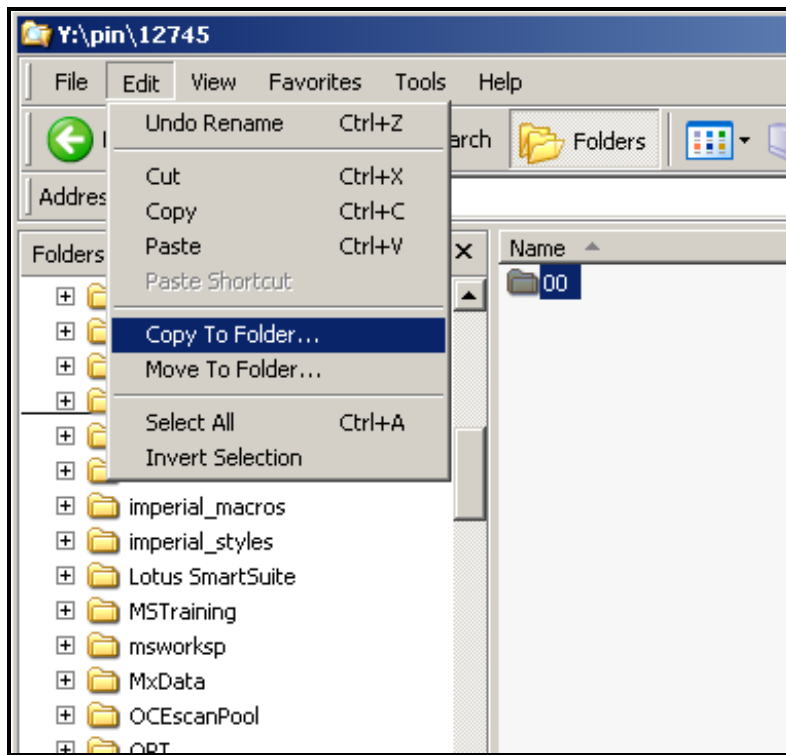 Y:\pin\12745
File Edit View Favorites Tools Help
Undo Rename Ctrl+Z
Folders
Cut Ctrl+X
Copy Ctrl+C
Paste Ctrl+V
Paste Shortcut
Copy To Folder...
Move To Folder...
Select All Ctrl+A
Invert Selection
Folders
Name
00
imperial_macros
imperial_styles
Lotus SmartSuite
MSTraining
msworksp
MxData
OCEscanPool